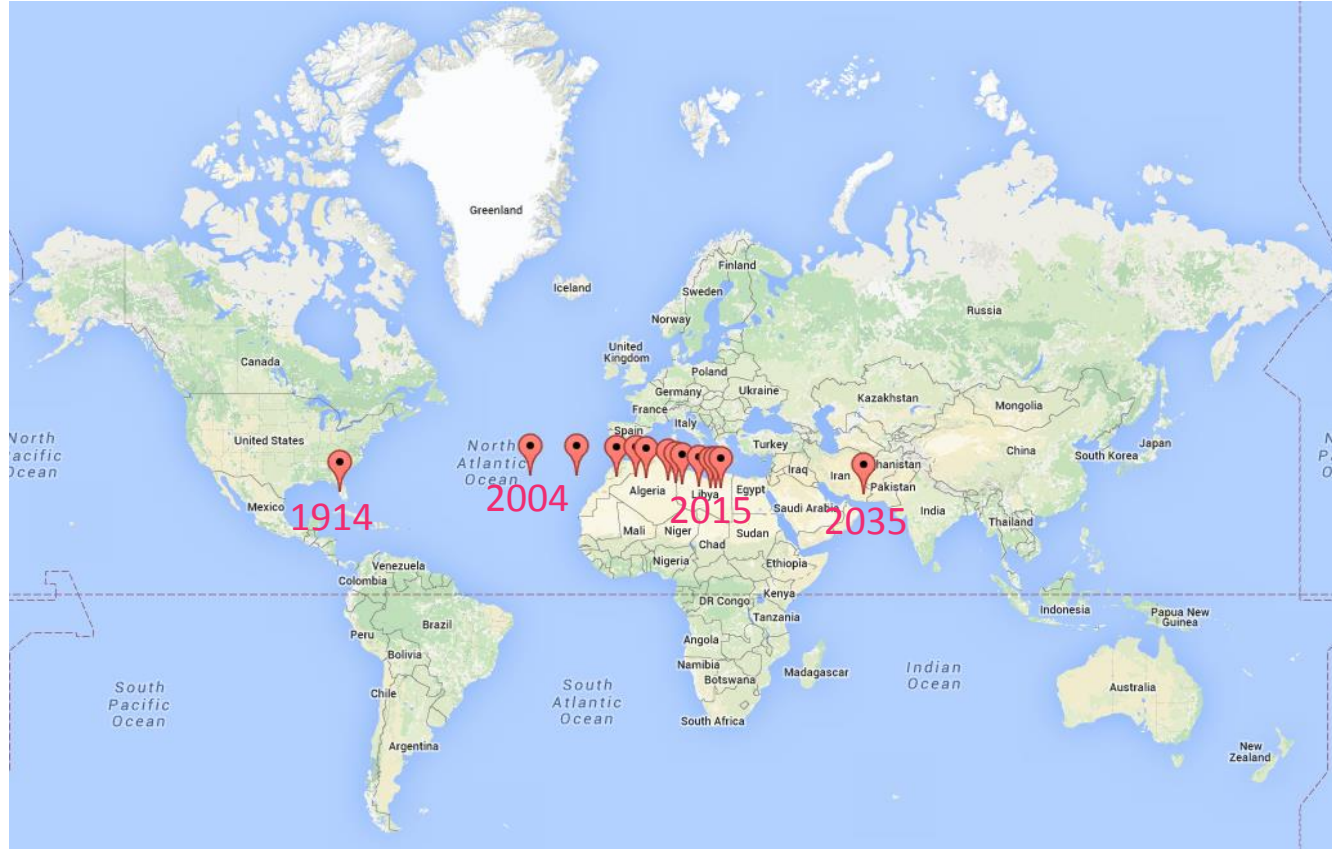 Greenland
Iceland
Finland
Sweden
Norway
Russia
United
Kingdom
Canada
Poland
Germany
Ukraine
Kazakhstan
Mongolia
France
Italy
Spain
North
Pacific
Ocean
United States
North
Atlantic
Ocean
Turkey
China
Japan
South Korea
Iraq
Iran
hanistan
Pakistan
Algeria
Libya
Egypt
Saudi Arabia
India
Mexico
1914
2004
2015
2035
Mali
Niger
Chad
Sudan
Thailand
Nigeria
Ethiopia
Venezuela
Colombia
DR Congo
Kenya
Tanzania
Indonesia
Papua New
Guinea
Peru
Brazil
Bolivia
Angola
Namibia
Botswana
Madagascar
Indian
Ocean
South
Pacific
Ocean
Chile
South
Atlantic
Ocean
South Africa
Australia
Argentina
New
Zealand
N
Pa
O